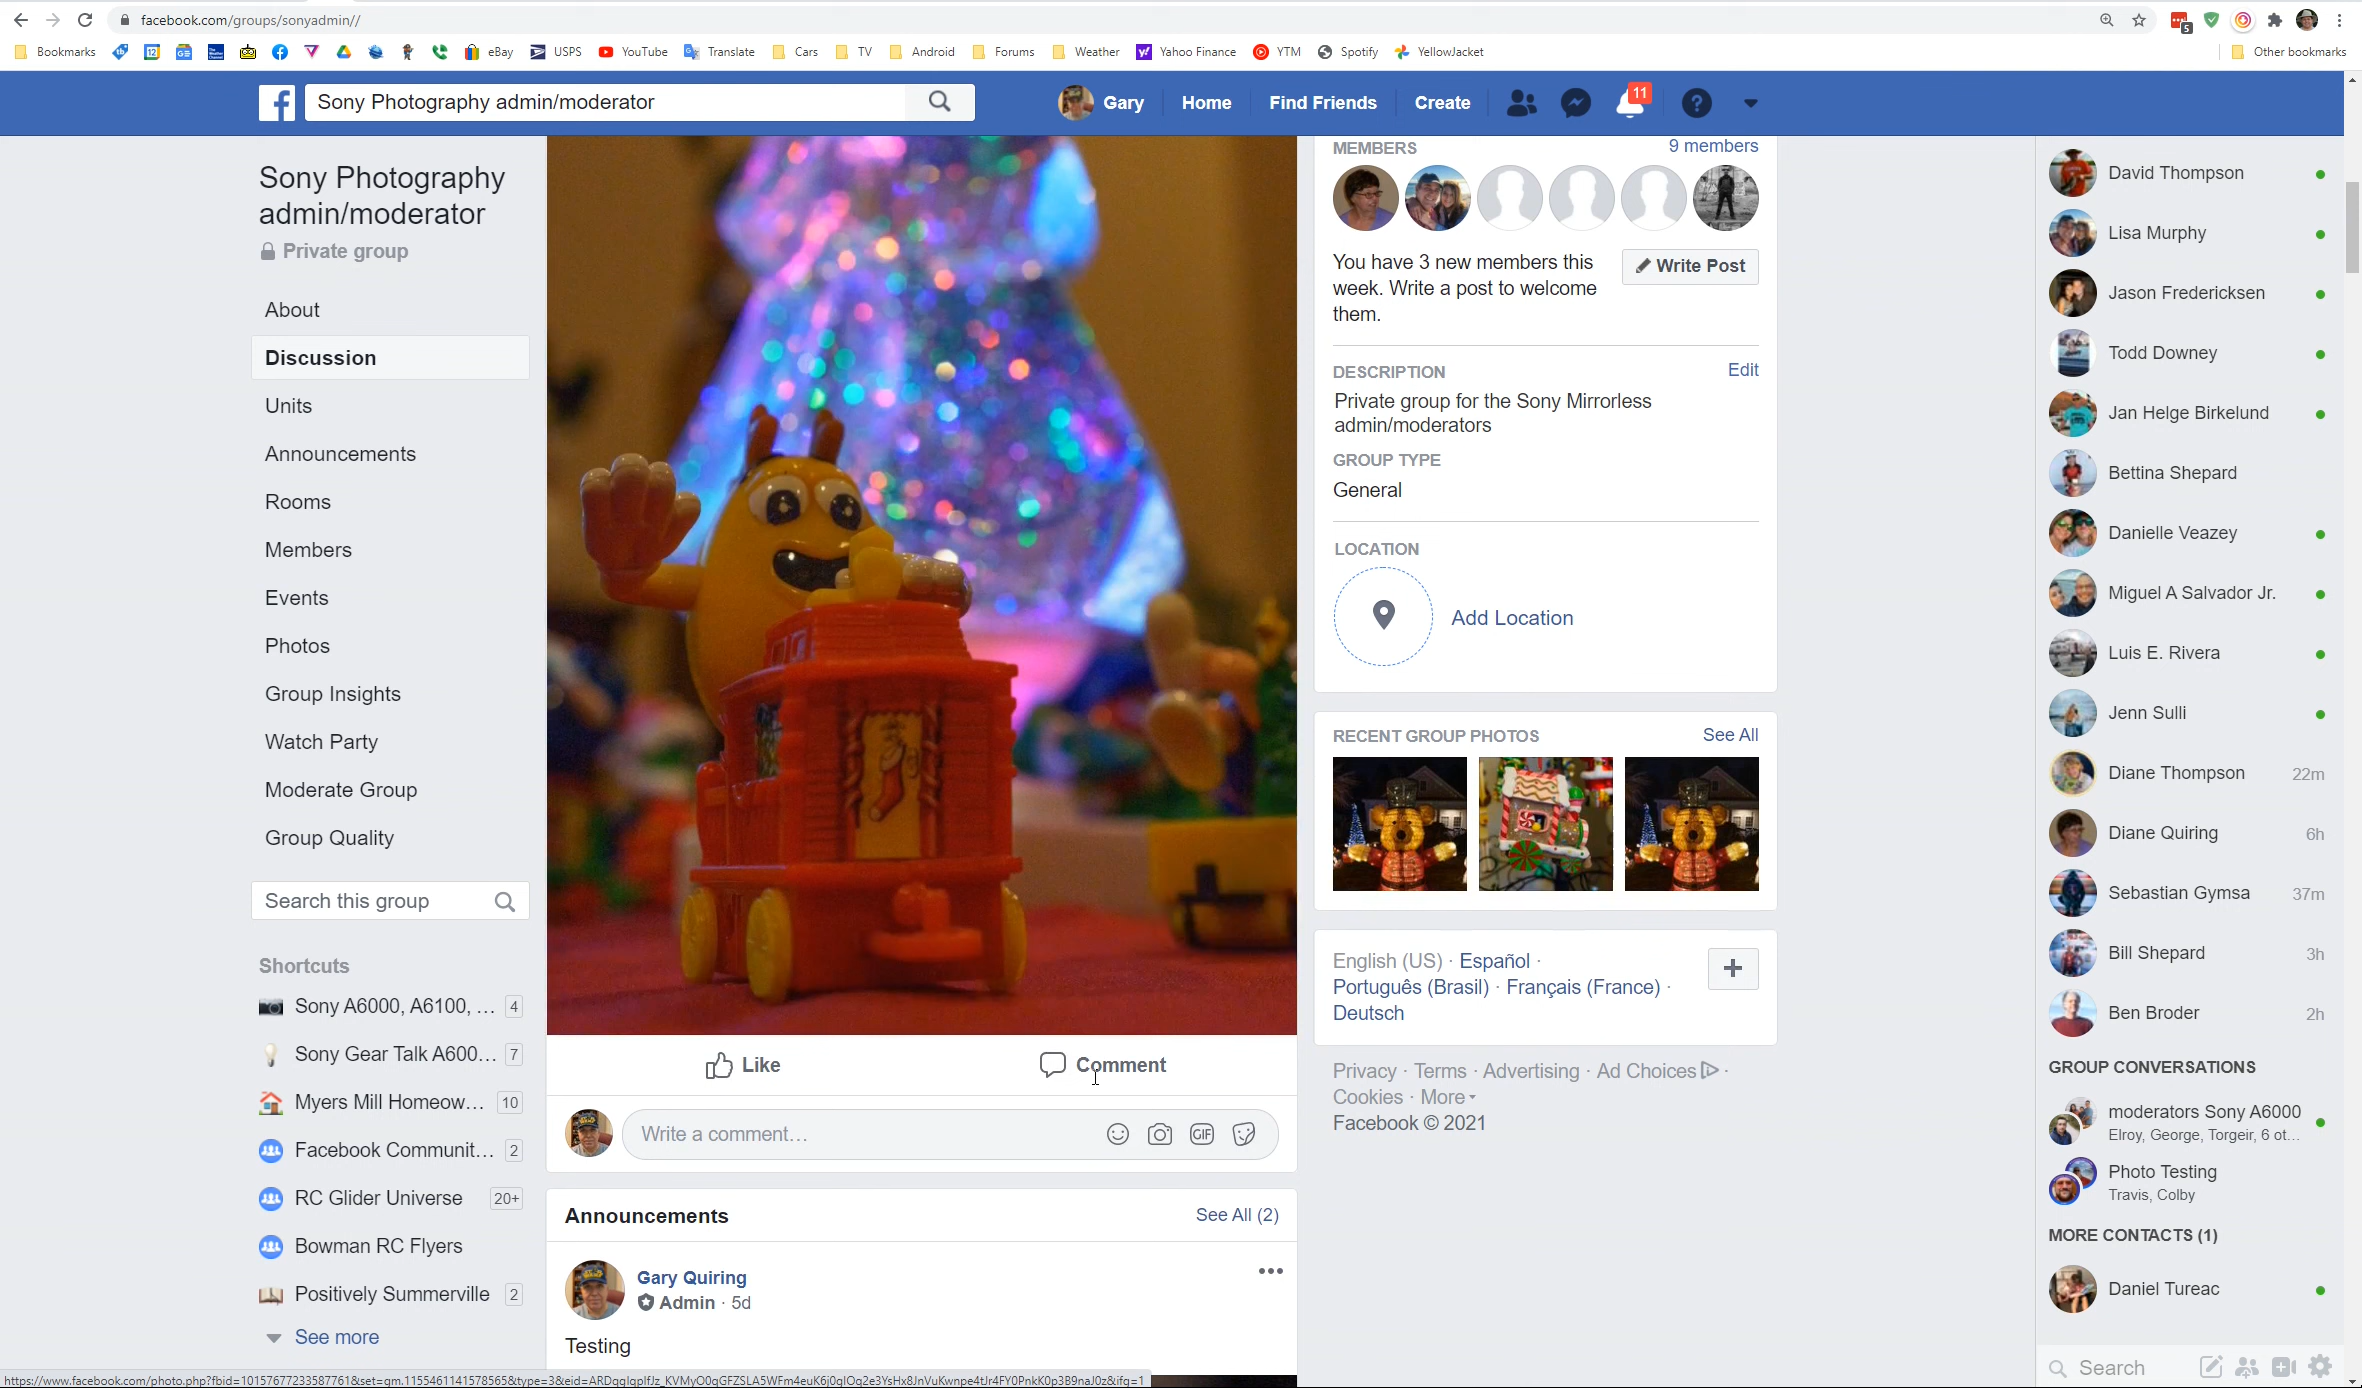 facebook.com/groups/sonyadmin//
5
Bookmarks
eBay
USPS
YouTube
Translate
Cars
TV
Android
Forums
Weather
Yahoo Finance
YTM
Spotify
YellowJacket
Other bookmarks
Sony Photography admin/moderator
Gary
Home
Find Friends
Create
11
Sony Photography
admin/moderator
Private group
About
Discussion
Units
Announcements
Rooms
Members
Events
Photos
Group Insights
Watch Party
Moderate Group
Group Quality
Search this group
Shortcuts
Sony A6000, A6100, ... 4
Sony Gear Talk A600... 7
Myers Mill Homeow... 10
Facebook Communit... 2
RC Glider Universe 20+
Bowman RC Flyers
Positively Summerville 2
See more
Like
Comment
Write a comment...
GIF
Announcements
See All (2)
Gary Quiring
Admin · 5d
Testing
MEMBERS
9 members
You have 3 new members this
week. Write a post to welcome
them.
Write Post
DESCRIPTION
Edit
Private group for the Sony Mirrorless
admin/moderators
GROUP TYPE
General
LOCATION
Add Location
RECENT GROUP PHOTOS
See All
English (US) · Español ·
Português (Brasil) · Français (France) ·
Deutsch
Privacy · Terms · Advertising · Ad Choices ·
Cookies · More
Facebook © 2021
David Thompson
Lisa Murphy
Jason Fredericksen
Todd Downey
Jan Helge Birkelund
Bettina Shepard
Danielle Veazey
Miguel A Salvador Jr.
Luis E. Rivera
Jenn Sulli
Diane Thompson 22m
Diane Quiring 6h
Sebastian Gymsa 37m
Bill Shepard 3h
Ben Broder 2h
GROUP CONVERSATIONS
moderators Sony A6000
Elroy, George, Torgeir, 6 ot...
Photo Testing
Travis, Colby
MORE CONTACTS (1)
Daniel Tureac
Search